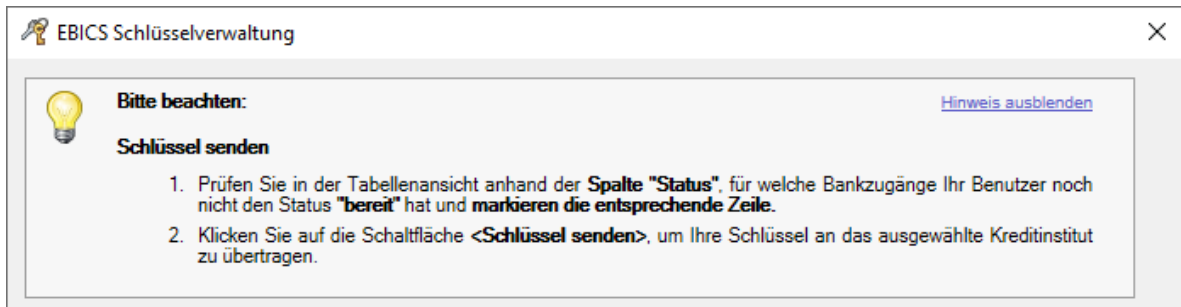 EBICS Schlüsselverwaltung
Bitte beachten:
Hinweis ausblenden
Schlüssel senden
1. Prüfen Sie in der Tabellenansicht anhand der Spalte "Status", für welche Bankzugänge Ihr Benutzer noch
nicht den Status "bereit" hat und markieren die entsprechende Zeile.
2. Klicken Sie auf die Schaltfläche <Schlüssel senden>, um Ihre Schlüssel an das ausgewählte Kreditinstitut
zu übertragen.